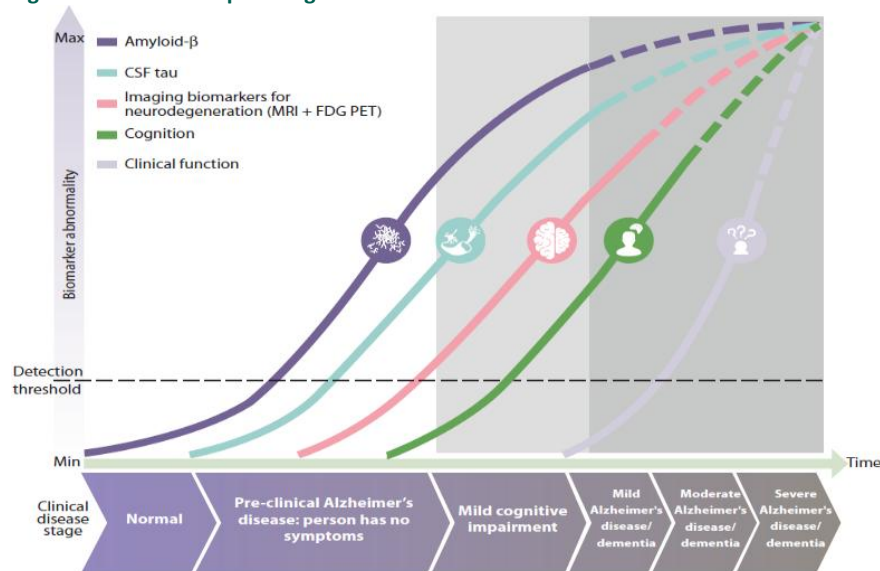 Max
Amyloid-β
CSF tau
Imaging biomarkers for
neurodegeneration (MRI + FDG PET)
Cognition
Clinical function
Biomarker abnormality
Detection
threshold
Min
Time
Clinical
disease
stage
Normal
Pre-clinical Alzheimer's
disease: person has no
symptoms
Mild cognitive
impairment
Mild
Alzheimer's
disease/
dementia
Moderate
Alzheimer's
disease/
dementia
Severe
Alzheimer's
disease/
dementia
???